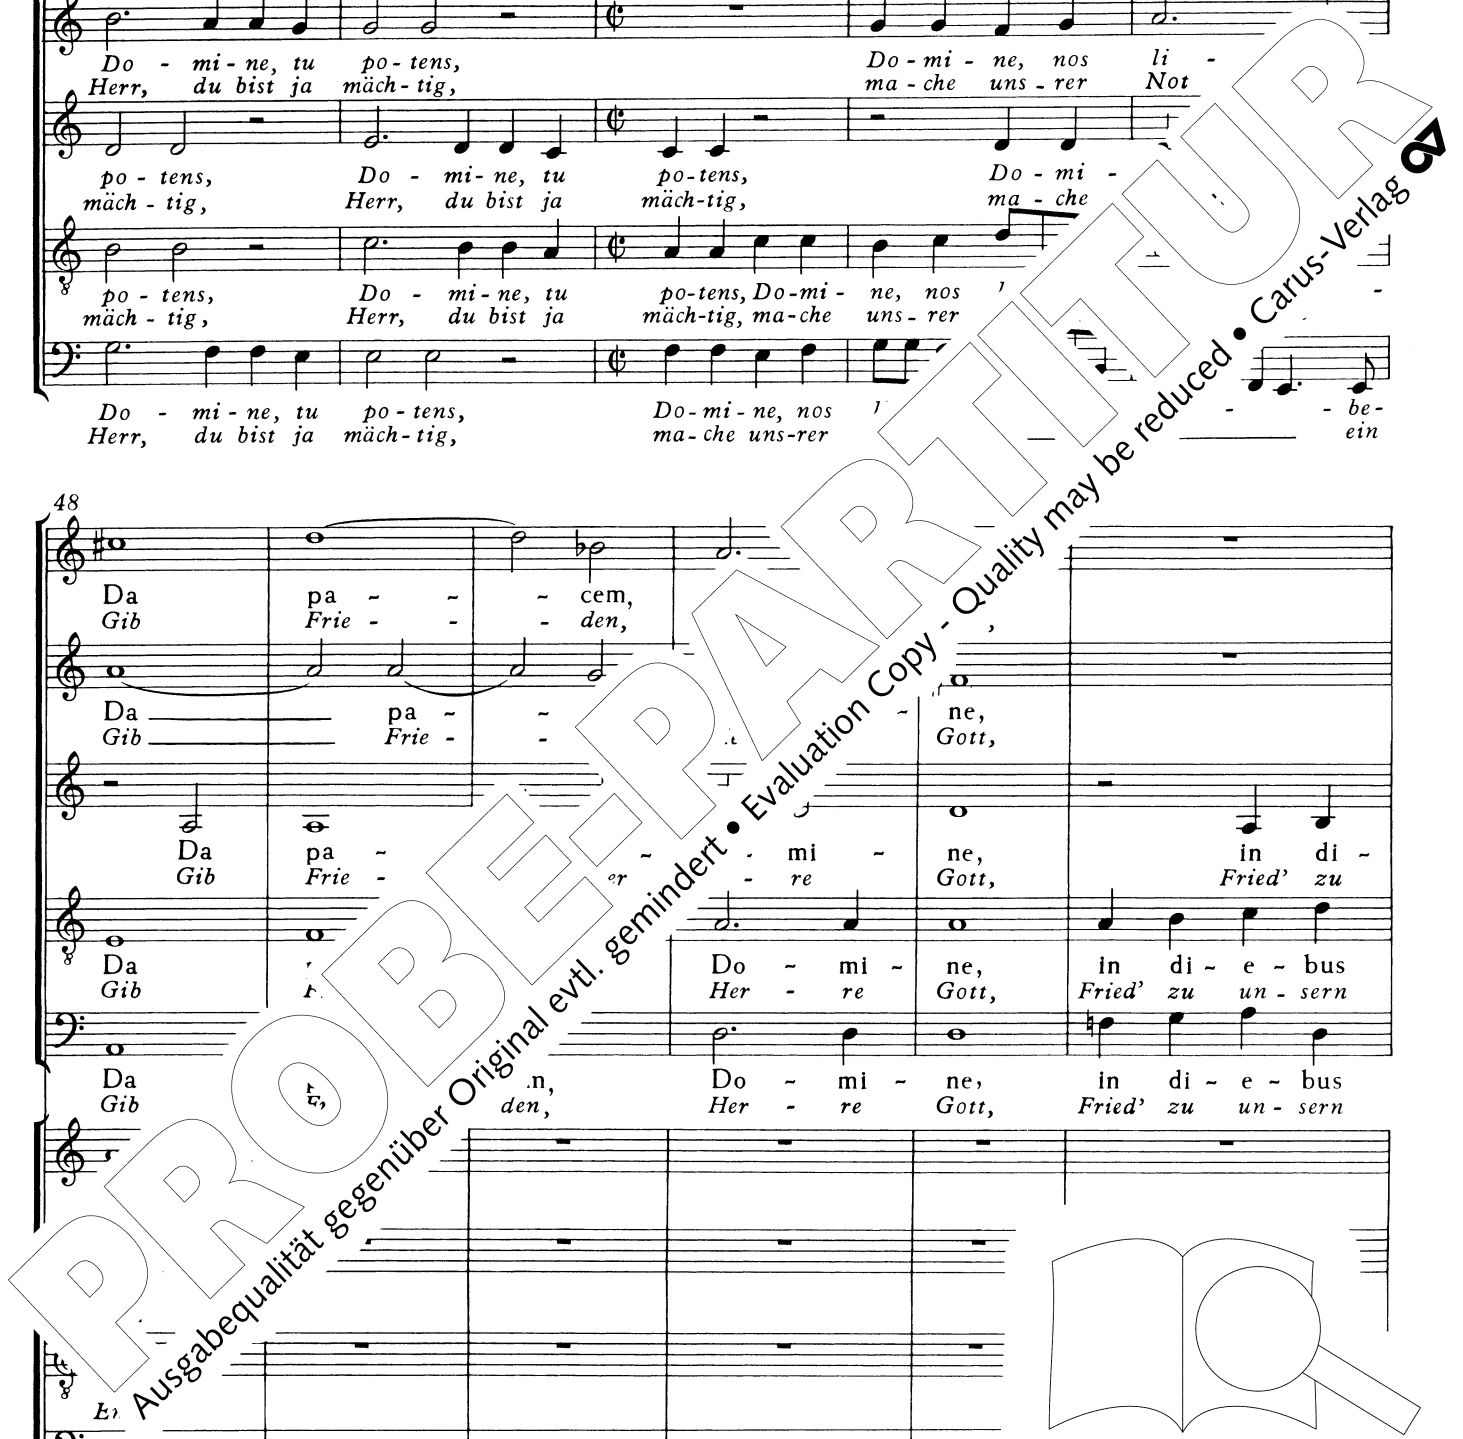 Do - mi - ne, tu po - tens, Do - mi - ne, nos li -
Herr, du bist ja mäch - tig, ma - che uns - rer Not
po - tens, Do - mi - ne, tu po - tens, Do - mi -
mäch - tig, Herr, du bist ja mäch - tig, ma - che
po - tens, Do - mi - ne, tu po - tens, Do - mi - ne, nos -
mäch - tig, Herr, du bist ja mäch - tig, ma - che uns - rer
Do - mi - ne, tu po - tens, Do - mi - ne, nos - - be-
Herr, du bist ja mäch - tig, ma - che uns - rer ein
48
Da pa - - - cem,
Gib Frie - - - den,
Da pa - - - ne,
Gib Frie - - Gott,
Da pa - - - mi - ne, in di -
Gib Frie - - re Gott, Fried' zu
Da Do - mi - ne, in di - e - bus
Gib Her - re Gott, Fried' zu un - sern
Da Do - mi - ne, in di - e - bus
Gib den, Her - re Gott, Fried' zu un - sern
PROBE-PARTITUR
Ausgabequalität gegenüber Original evtl. gemindert • Evaluation Copy - Quality may be reduced • Carus-Verlag